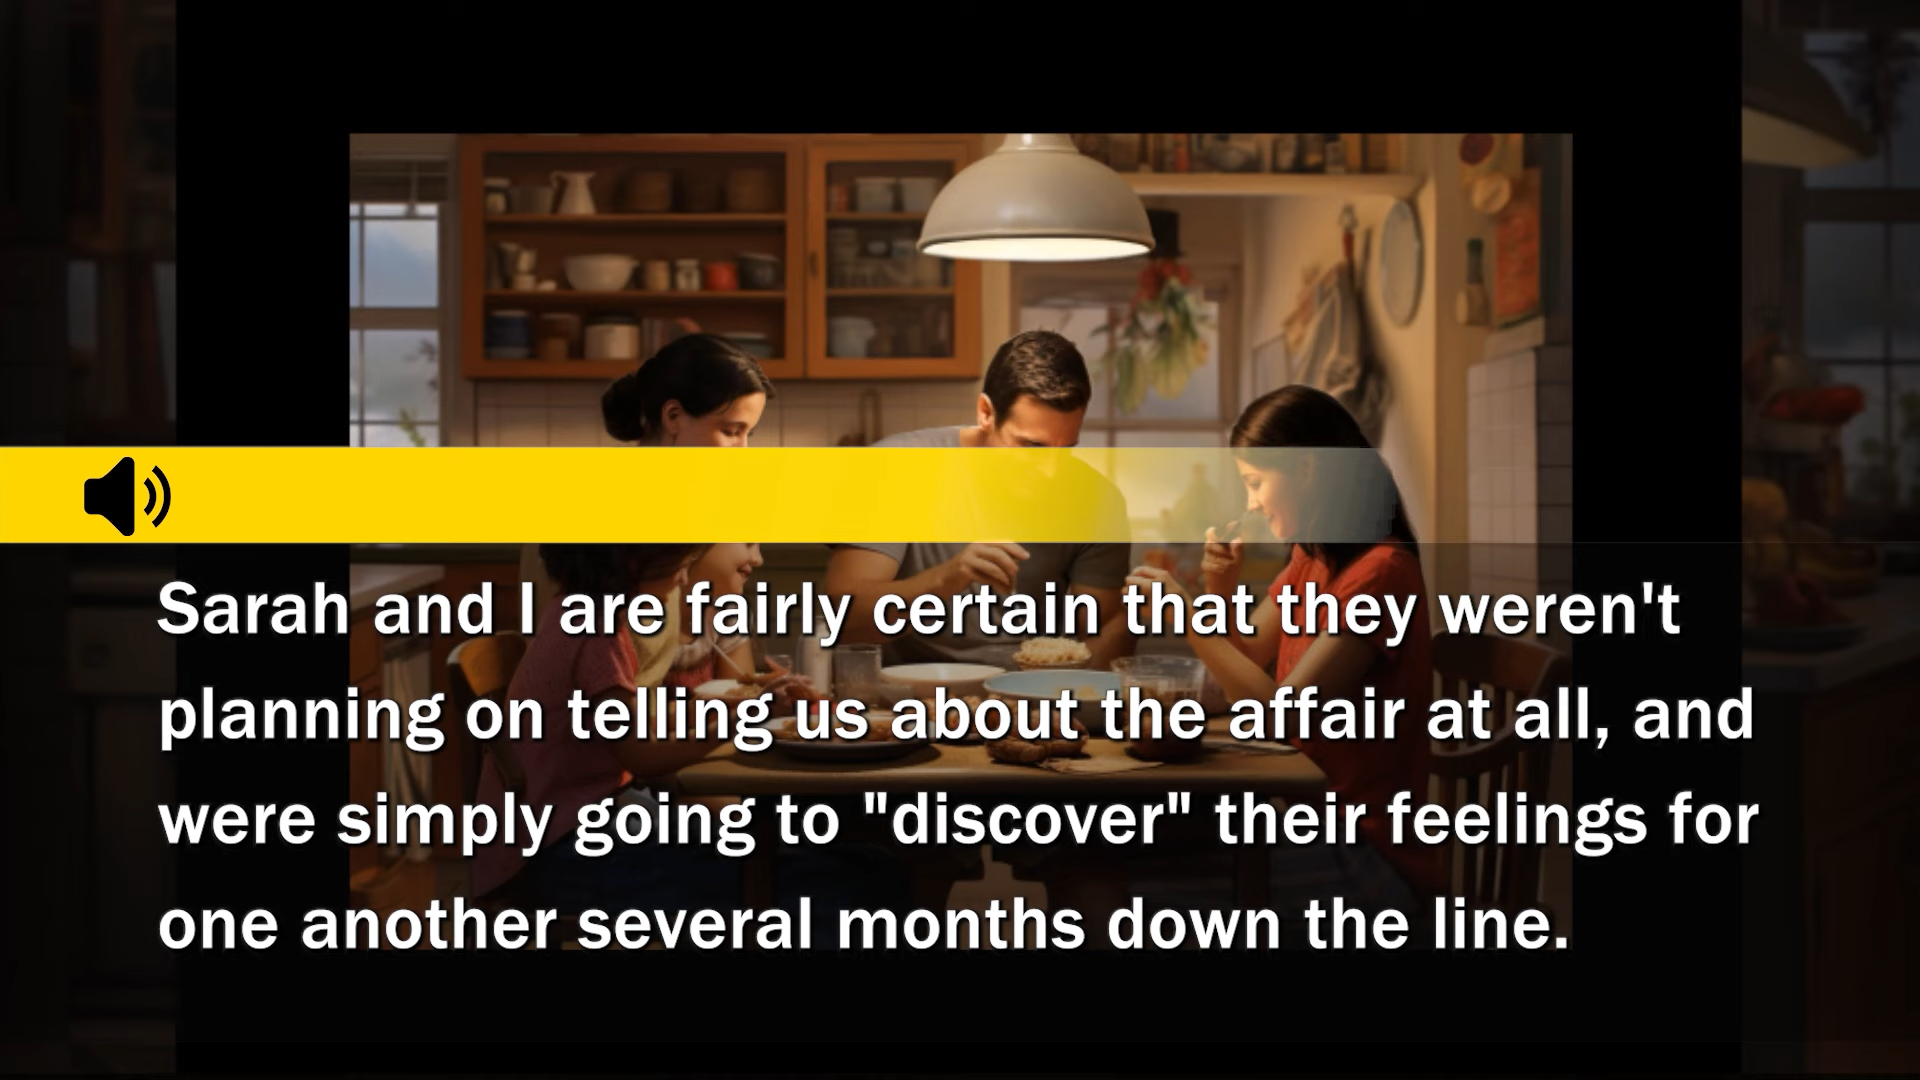 Sarah and I are fairly certain that they weren't
planning on telling us about the affair at all, and
were simply going to "discover" their feelings for
one another several months down the line.